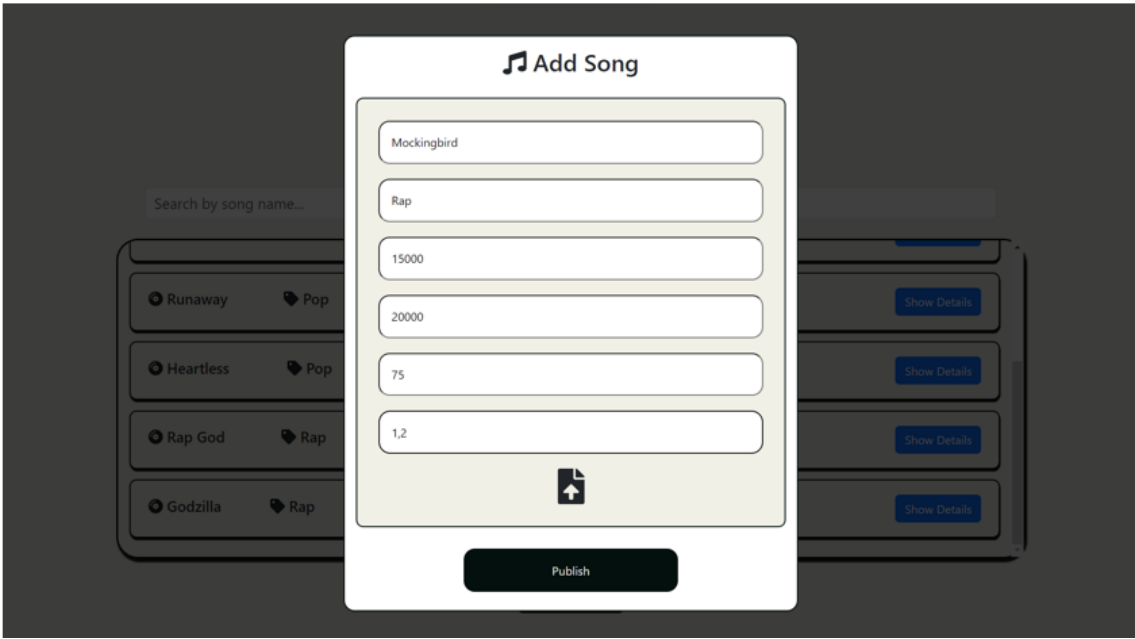 Add Song
Mockingbird
Rap
15000
20000
75
1,2
Publish
Search by song name...
Runaway Pop Show Details
Heartless Pop Show Details
Rap God Rap Show Details
Godzilla Rap Show Details